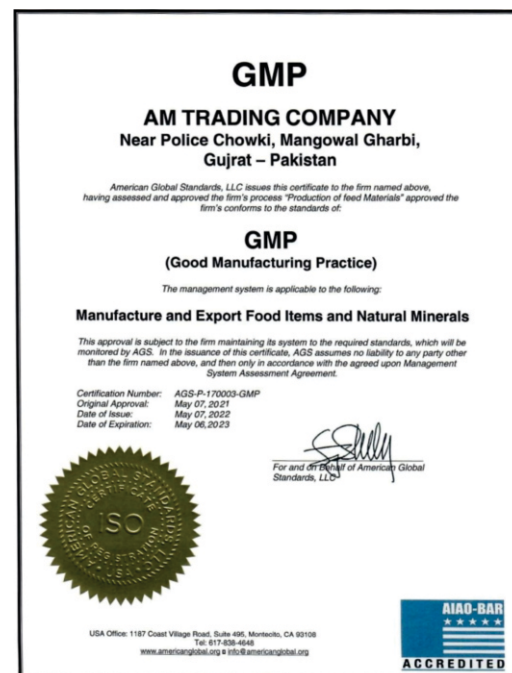 GMP
AM TRADING COMPANY
Near Police Chowki, Mangowal Gharbi,
Gujrat – Pakistan
American Global Standards, LLC issues this certificate to the firm named above,
having assessed and approved the firm's process "Production of feed Materials" approved the
firm's conforms to the standards of:
GMP
(Good Manufacturing Practice)
The management system is applicable to the following:
Manufacture and Export Food Items and Natural Minerals
This approval is subject to the firm maintaining its system to the required standards, which will be
monitored by AGS. In the issuance of this certificate, AGS assumes no liability to any party other
than the firm named above, and then only in accordance with the agreed upon Management
System Assessment Agreement.
Certification Number: AGS-P-170003-GMP
Original Approval: May 07, 2021
Date of Issue: May 07, 2022
Date of Expiration: May 06, 2023
For and on Behalf of American Global
Standards, LLC
AMERICAN GLOBAL STANDARDS, LLC
• USA •
CERTIFICATE
OF REGISTRATION
ISO
USA Office: 1187 Coast Village Road, Suite 495, Montecito, CA 93108
Tel: 617-838-4648
www.americanglobal.org e info@americanglobal.org
AIAO-BAR
ACCREDITED